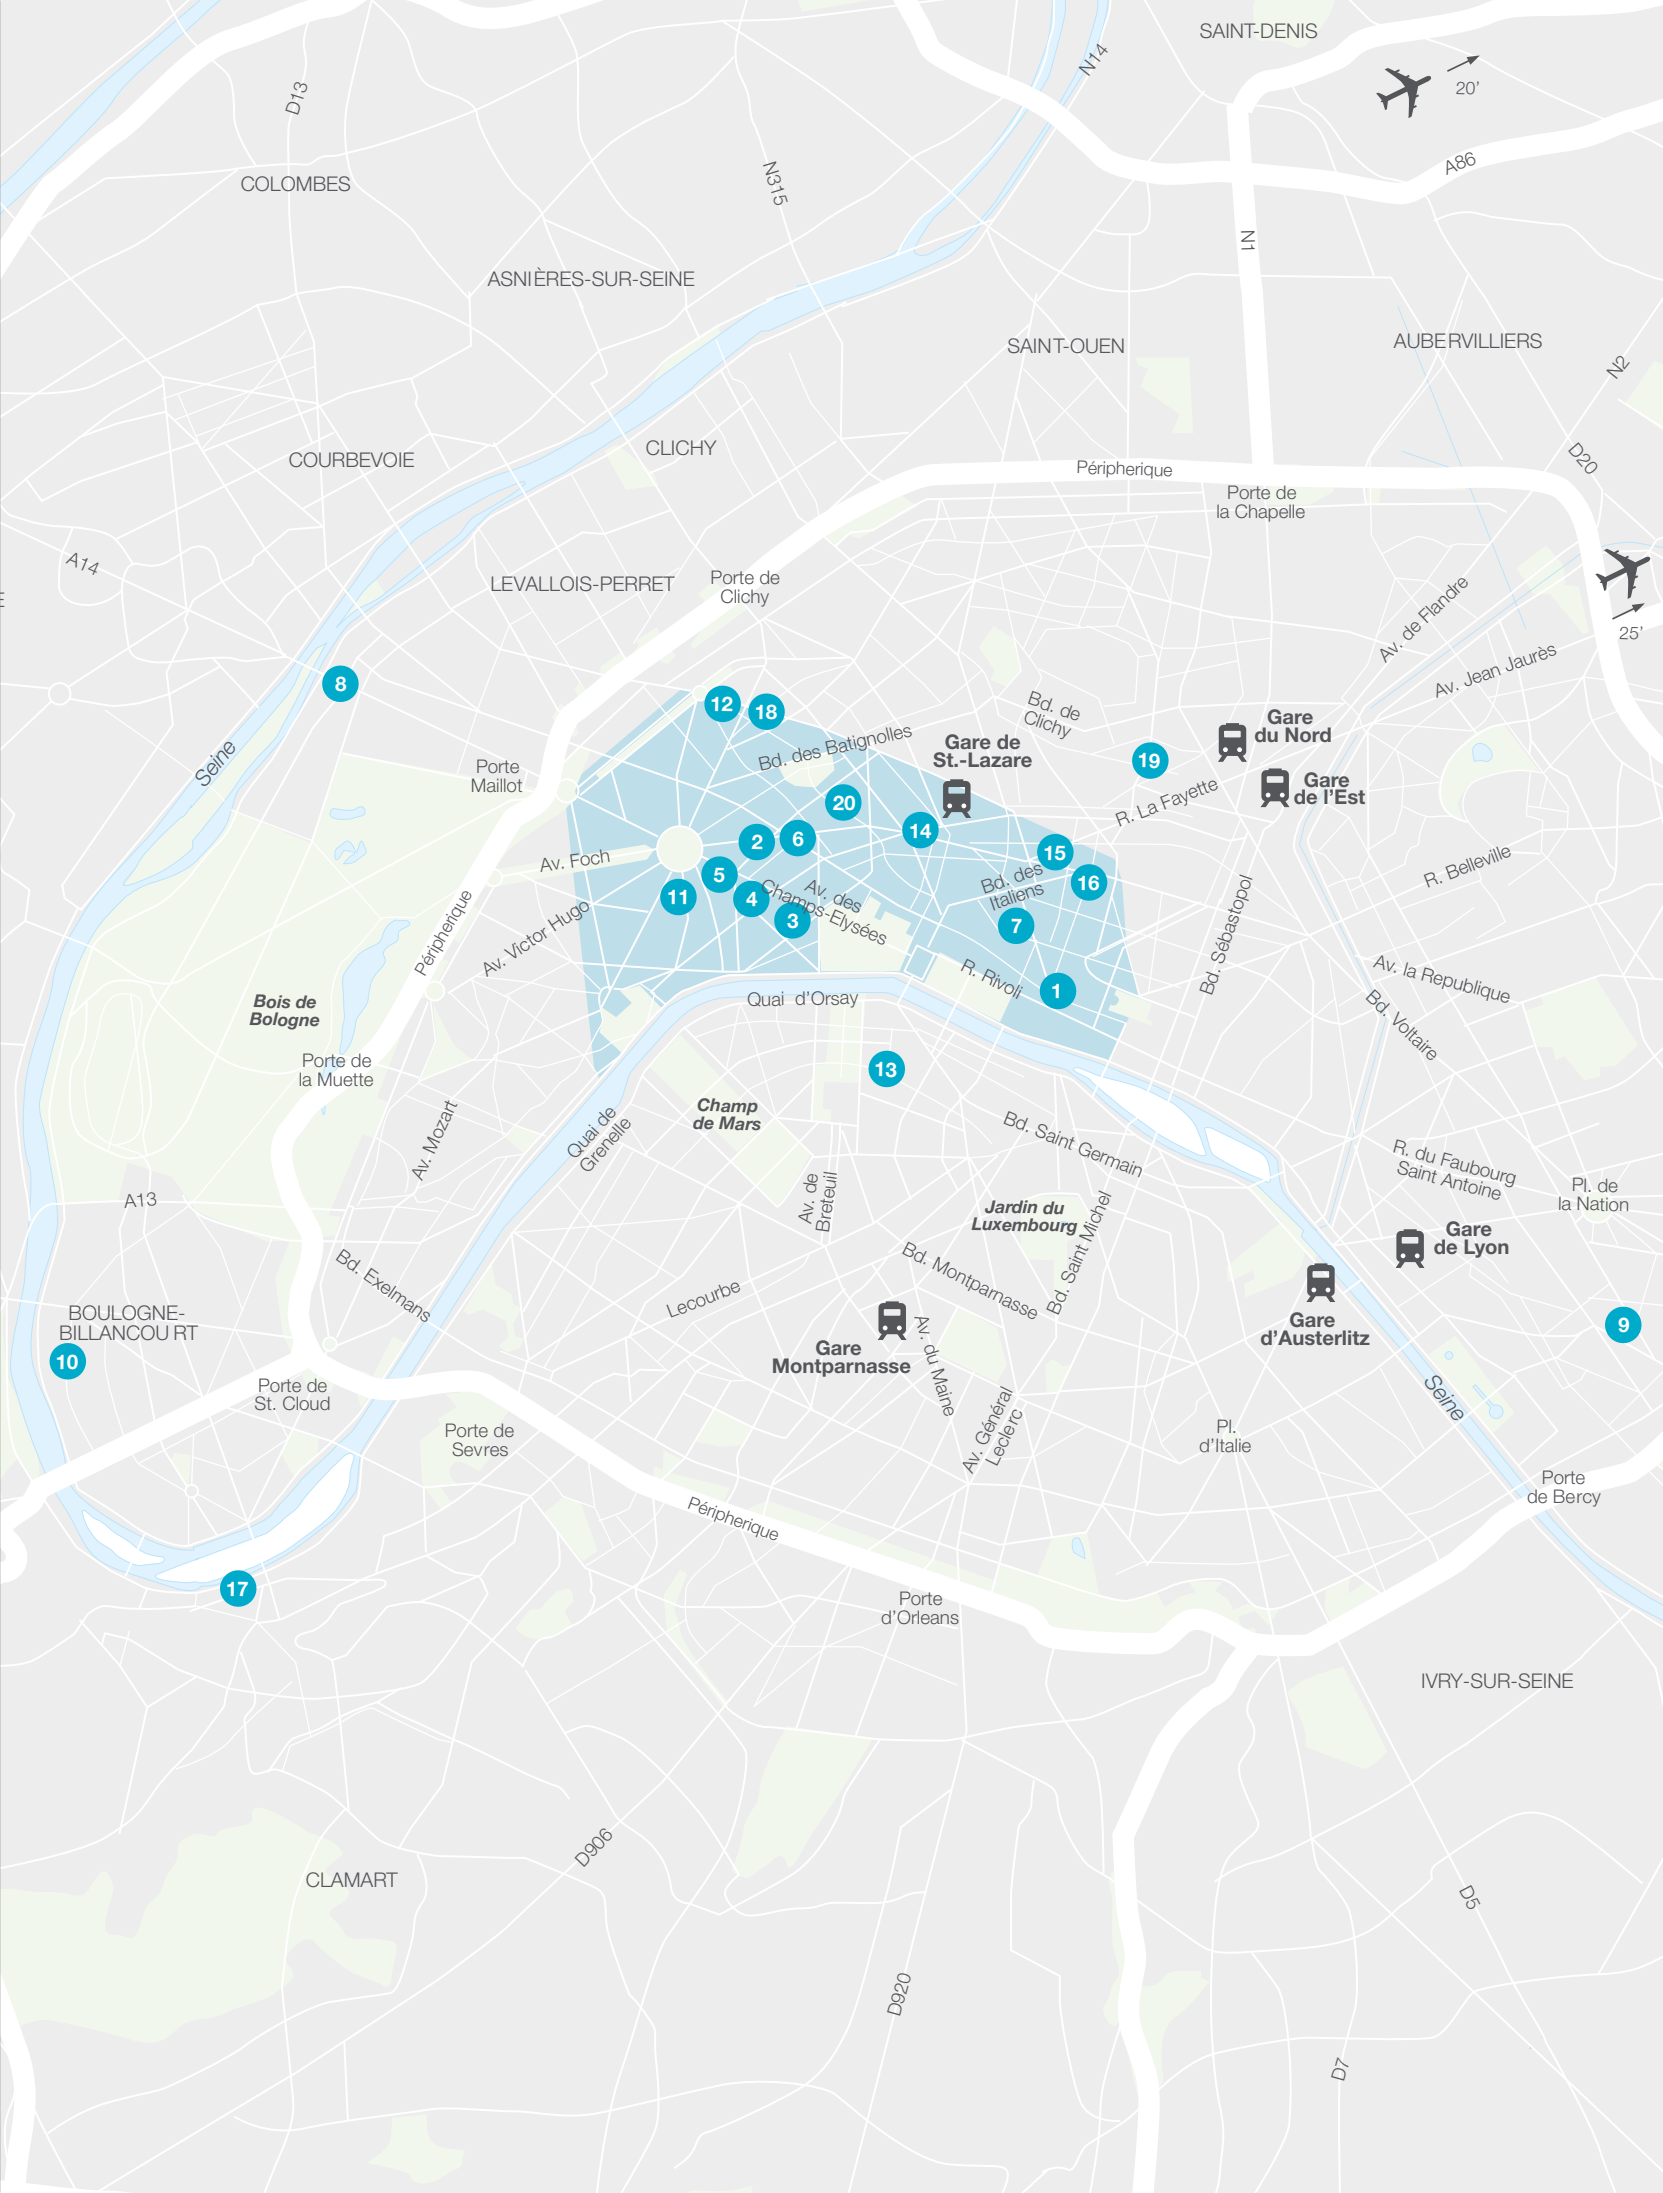 SAINT-DENIS
20’
N14
D13
A86
COLOMBES
N315
N1
ASNIÈRES-SUR-SEINE
SAINT-OUEN
AUBERVILLIERS
N2
CLICHY
COURBEVOIE
D20
Péripherique
Porte de
la Chapelle
A14
LEVALLOIS-PERRET
Porte de
Clichy
Av. de Flandre
25’
Av. Jean Jaurès
8
12
18
Bd. de
Clichy
Gare
du Nord
Bd. des Batignolles
Gare de
St.-Lazare
19
Seine
Porte
Maillot
Gare
de l’Est
R. La Fayette
20
14
2
6
15
Av. Foch
R. Belleville
5
Bd. des
Italiens
16
11
4
Av. des
Champs-Elysées
3
7
Av. Victor Hugo
Péripherique
Bd. Sébastopol
R. Rivoli
1
Av. la Republique
Quai d’Orsay
Bois de
Bologne
Bd. Voltaire
Porte de
la Muette
13
Champ
de Mars
Av. Mozart
Quai de
Grenelle
Bd. Saint Germain
R. du Faubourg
Saint Antoine
Pl. de
la Nation
A13
Av. de
Breteuil
Jardin du
Luxembourg
Bd. Saint Michel
Gare
de Lyon
Bd. Exelmans
Bd. Montparnasse
Lecourbe
BOULOGNE-
BILLANCOURT
10
Gare
d’Austerlitz
9
Gare
Montparnasse
Av. du Maine
Porte de
St. Cloud
Seine
Av. Général
Leclerc
Porte de
Sevres
Pl.
d’Italie
Porte
de Bercy
Péripherique
17
Porte
d’Orleans
IVRY-SUR-SEINE
D906
CLAMART
D5
D920
D7